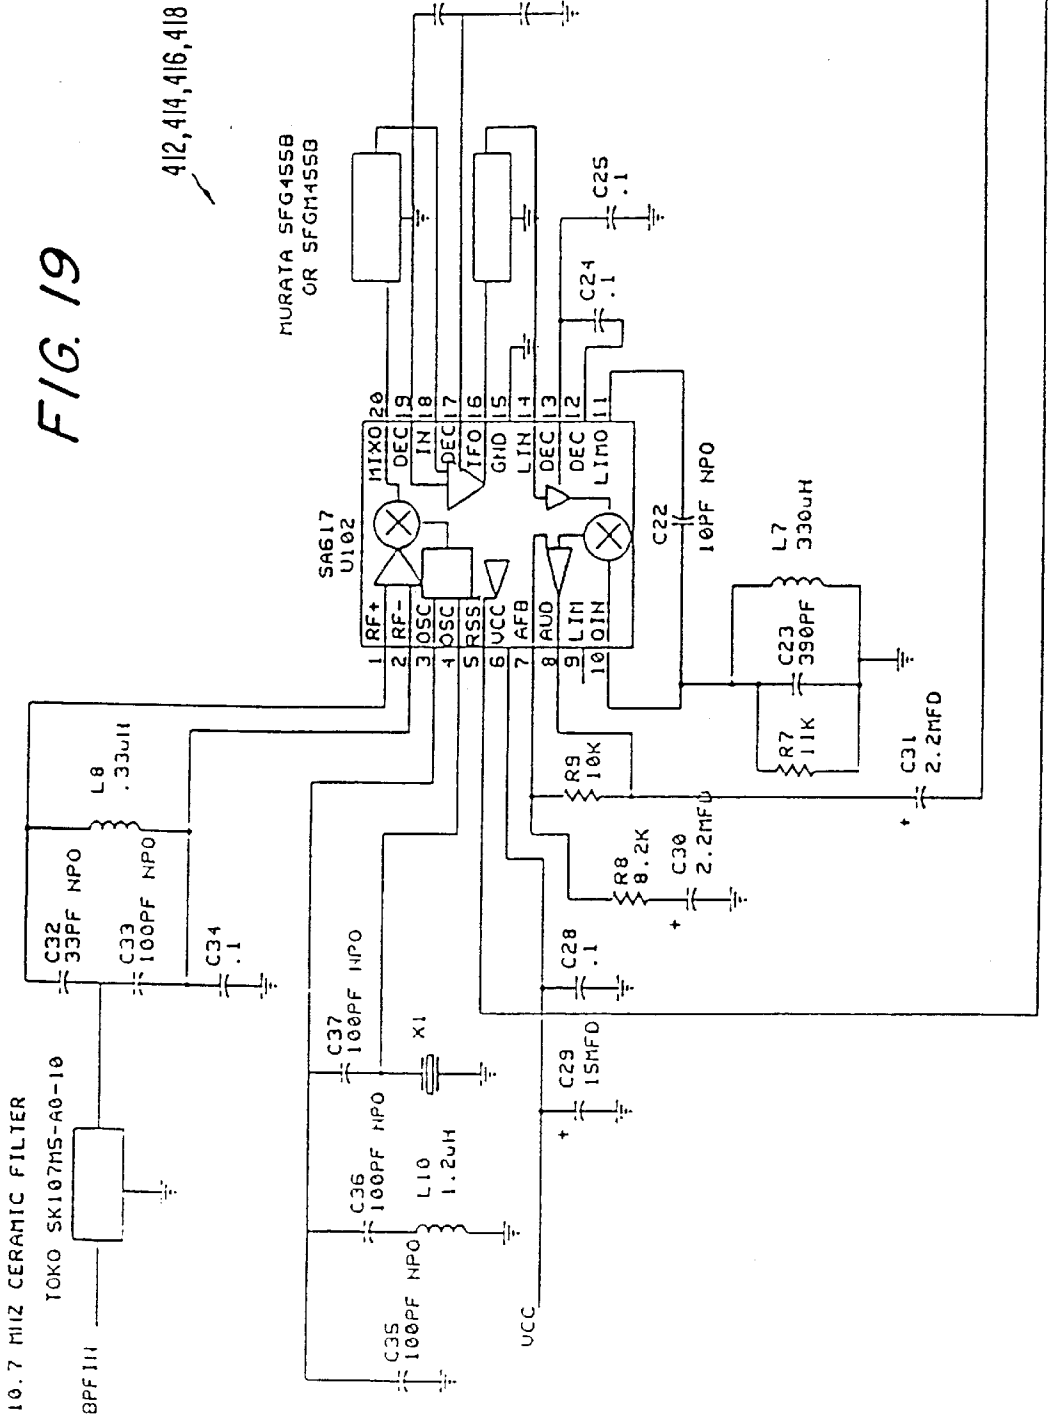 FIG. 19
412,414,416,418
10.7 MHZ CERAMIC FILTER
TOKO SK107M5-A0-10
BPFIN
C32
33PF NPO
C33
100PF NPO
C34
.1
L8
.33uH
MURATA SFG455B
OR SFGM455B
SA617
U102
1 RF+
2 RF-
3 OSC
4 OSC
5 RSS
6 VCC
7 AFB
8 AUD
9 LIM
10 QIN
MIXO 20
DEC 19
IN 18
DEC 17
IFO 16
GND 15
LIN 14
DEC 13
DEC 12
LIMO 11
C24
.1
C25
.1
C37
100PF NPO
X1
C36
100PF NPO
L10
1.2uH
C35
100PF NPO
VCC
C29
15MFD
+
C28
.1
R8
8.2K
C30
2.2MFD
+
R9
10K
C22
10PF NPO
L7
330uH
C23
390PF
R7
11K
C31
2.2MFD
+